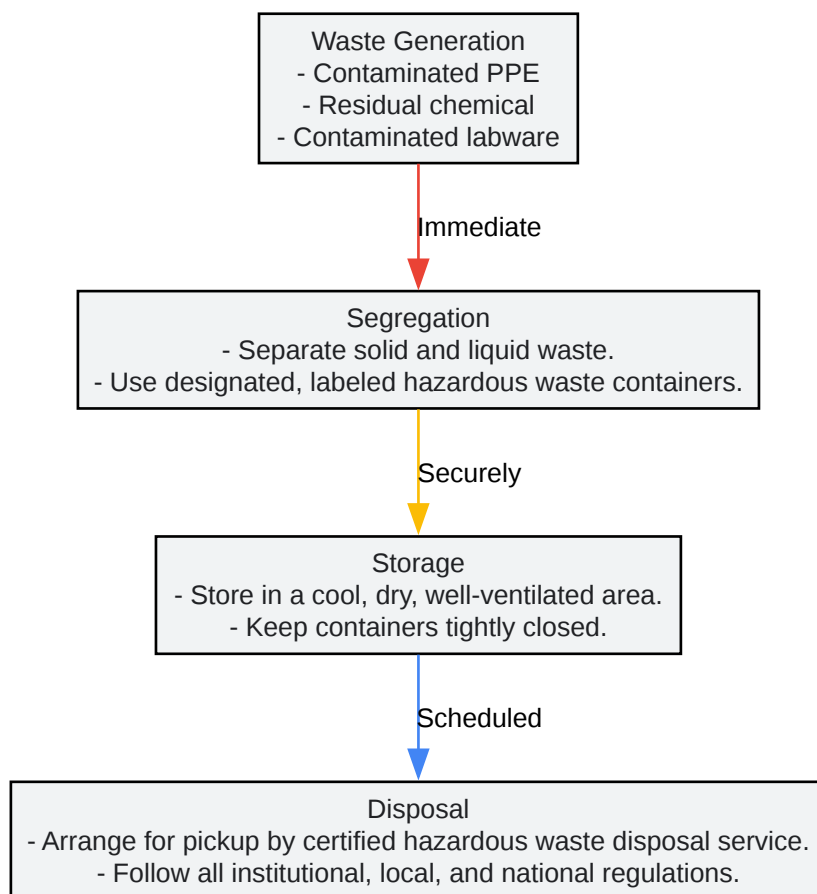 Waste Generation
- Contaminated PPE
- Residual chemical
- Contaminated labware
Immediate
Segregation
- Separate solid and liquid waste.
- Use designated, labeled hazardous waste containers.
Securely
Storage
- Store in a cool, dry, well-ventilated area.
- Keep containers tightly closed.
Scheduled
Disposal
- Arrange for pickup by certified hazardous waste disposal service.
- Follow all institutional, local, and national regulations.